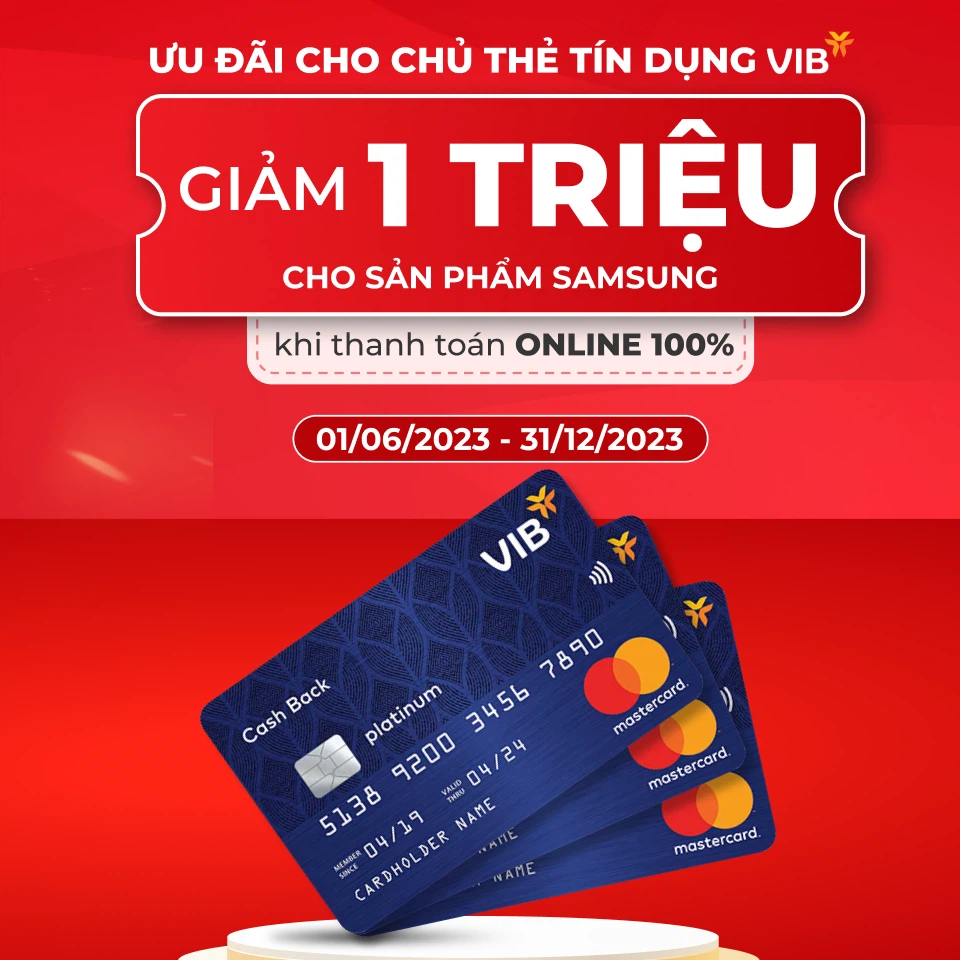 ƯU ĐÃI CHO CHỦ THẺ TÍN DỤNG VIB
GIẢM 1 TRIỆU
CHO SẢN PHẨM SAMSUNG
khi thanh toán ONLINE 100%
01/06/2023 - 31/12/2023
VIB
Cash Back
platinum
5138 9200 3456 7890
MEMBER SINCE 04/19 VALID THRU 04/24
CARDHOLDER NAME
mastercard.
NAME
mastercard.
NAME
mastercard.